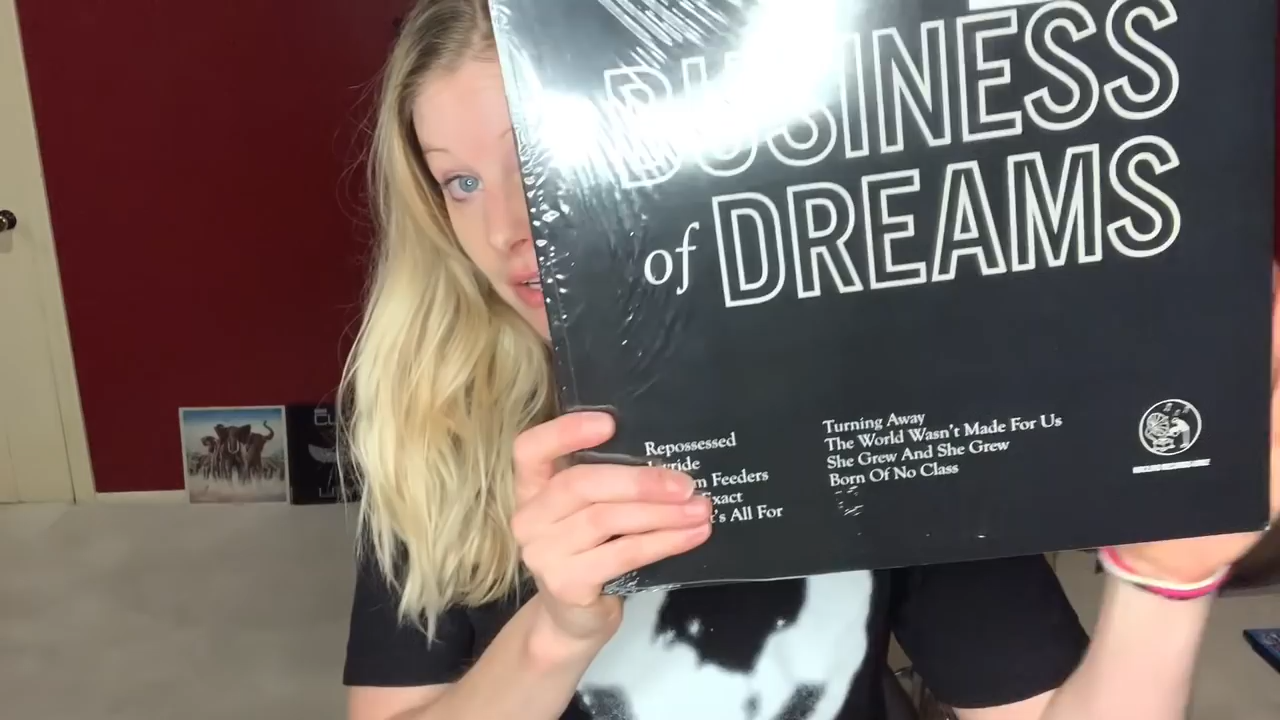 BUSINESS
of DREAMS
Repossessed
Feeders
Exact
's All For
Turning Away
The World Wasn't Made For Us
She Grew And She Grew
Born Of No Class